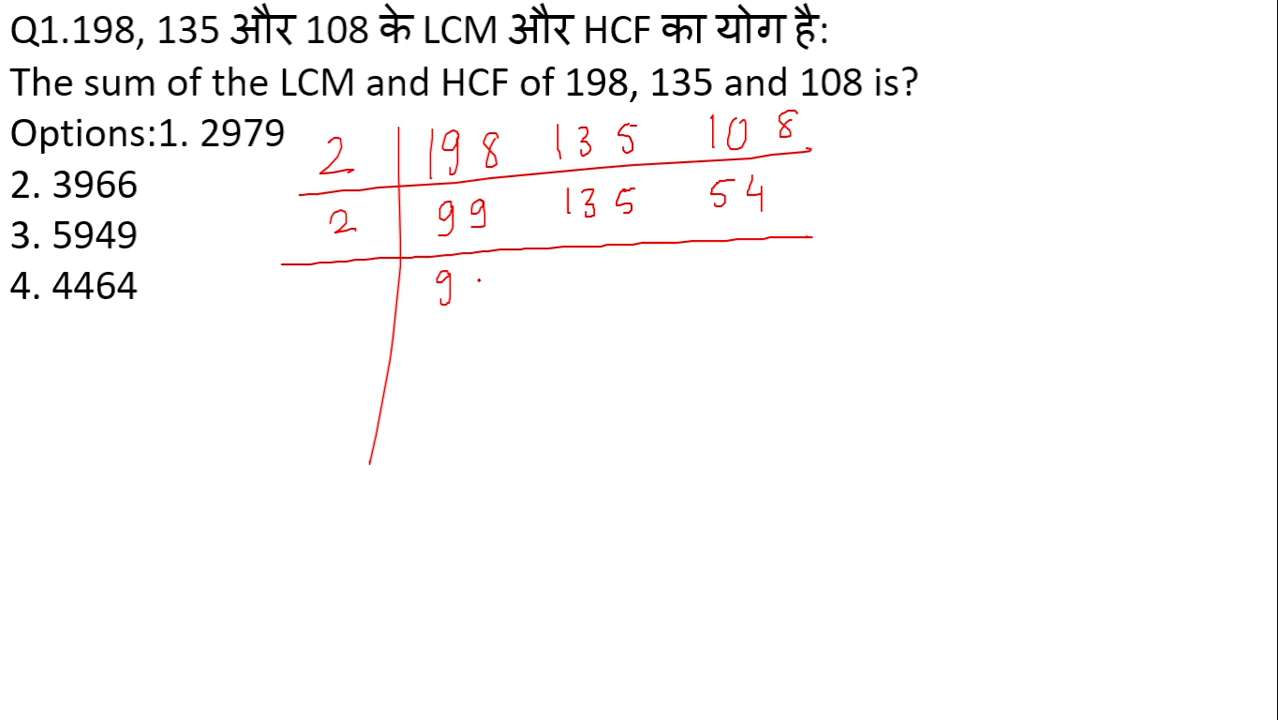 Q1.198, 135 और 108 के LCM और HCF का योग है:
The sum of the LCM and HCF of 198, 135 and 108 is?
Options:1. 2979
2. 3966
3. 5949
4. 4464
2 198 135 108
2 99 135 54
9